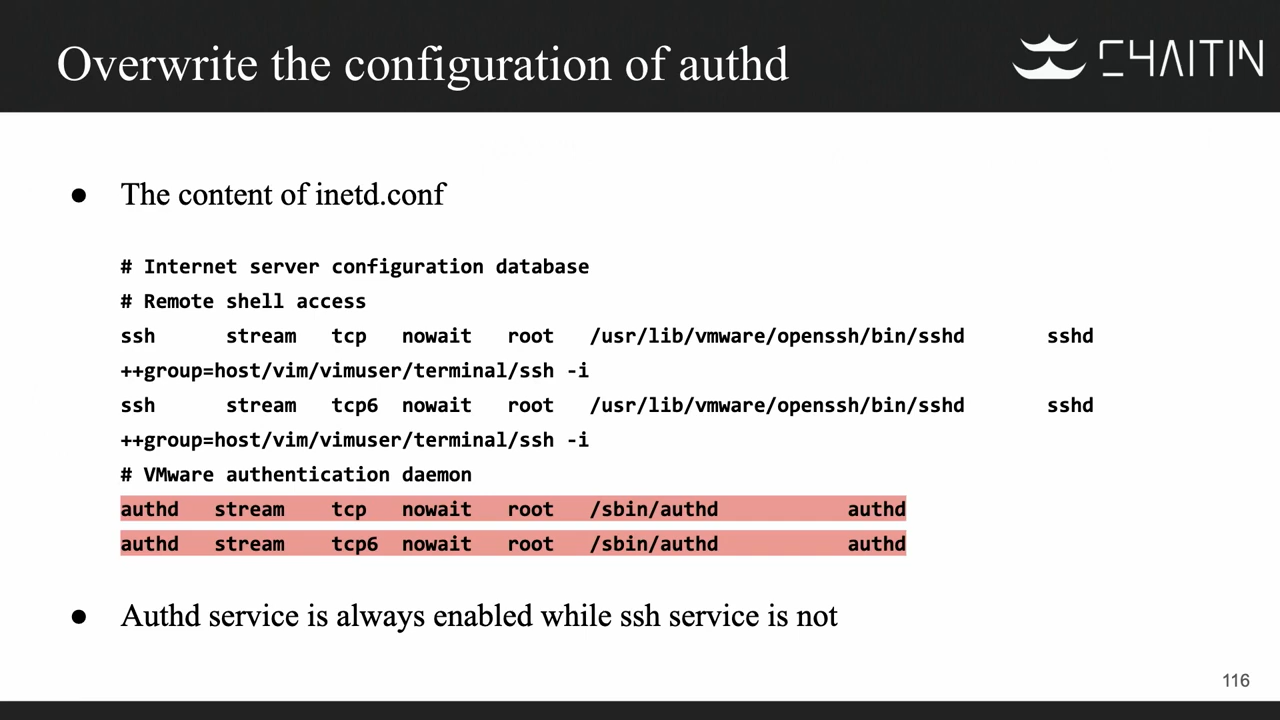 Overwrite the configuration of authd
CHAITIN
● The content of inetd.conf
# Internet server configuration database
# Remote shell access
ssh stream tcp nowait root /usr/lib/vmware/openssh/bin/sshd sshd
++group=host/vim/vimuser/terminal/ssh -i
ssh stream tcp6 nowait root /usr/lib/vmware/openssh/bin/sshd sshd
++group=host/vim/vimuser/terminal/ssh -i
# VMware authentication daemon
authd stream tcp nowait root /sbin/authd authd
authd stream tcp6 nowait root /sbin/authd authd
● Authd service is always enabled while ssh service is not
116